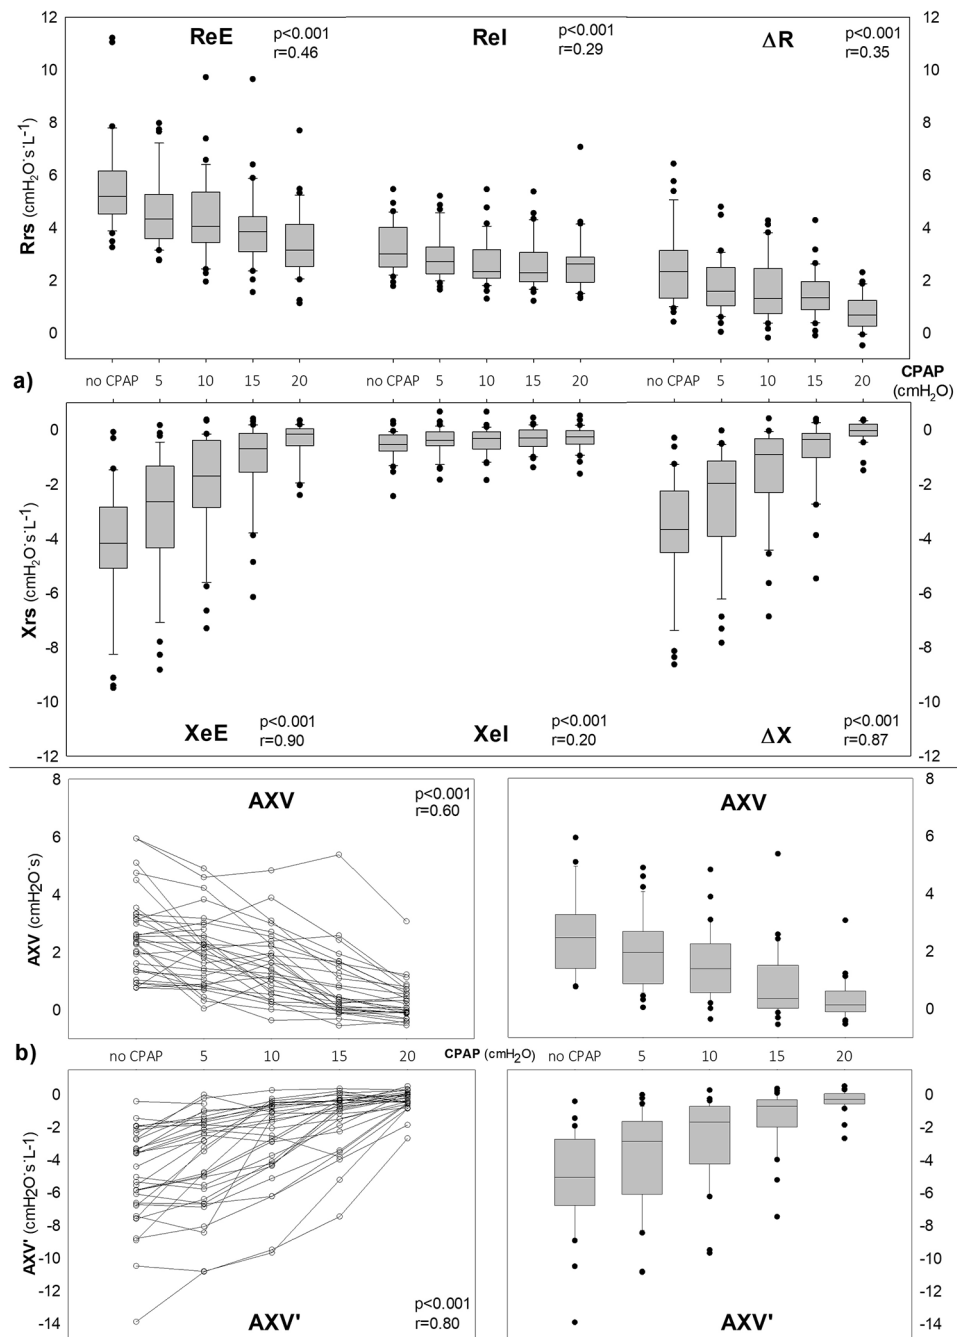 12 ReE p<0.001 r=0.46 ReI p<0.001 r=0.29 ΔR p<0.001 r=0.35 12
10 10
8 8
6 6
4 4
2 2
0 0
Rrs (cmH2O·s·L-1)
a) no CPAP 5 10 15 20 no CPAP 5 10 15 20 no CPAP 5 10 15 20 CPAP (cmH2O)
0 0
-2 -2
-4 -4
-6 -6
-8 -8
-10 -10
-12 -12
Xrs (cmH2O·s·L-1)
XeE p<0.001 r=0.90 XeI p<0.001 r=0.20 ΔX p<0.001 r=0.87
8 AXV p<0.001 r=0.60 AXV 8
6 6
4 4
2 2
0 0
AXV (cmH2O·s)
b) no CPAP 5 10 15 20 CPAP (cmH2O) no CPAP 5 10 15 20
0 0
-2 -2
-4 -4
-6 -6
-8 -8
-10 -10
-12 -12
-14 -14
AXV' (cmH2O·s·L-1)
AXV' p<0.001 r=0.80 AXV'